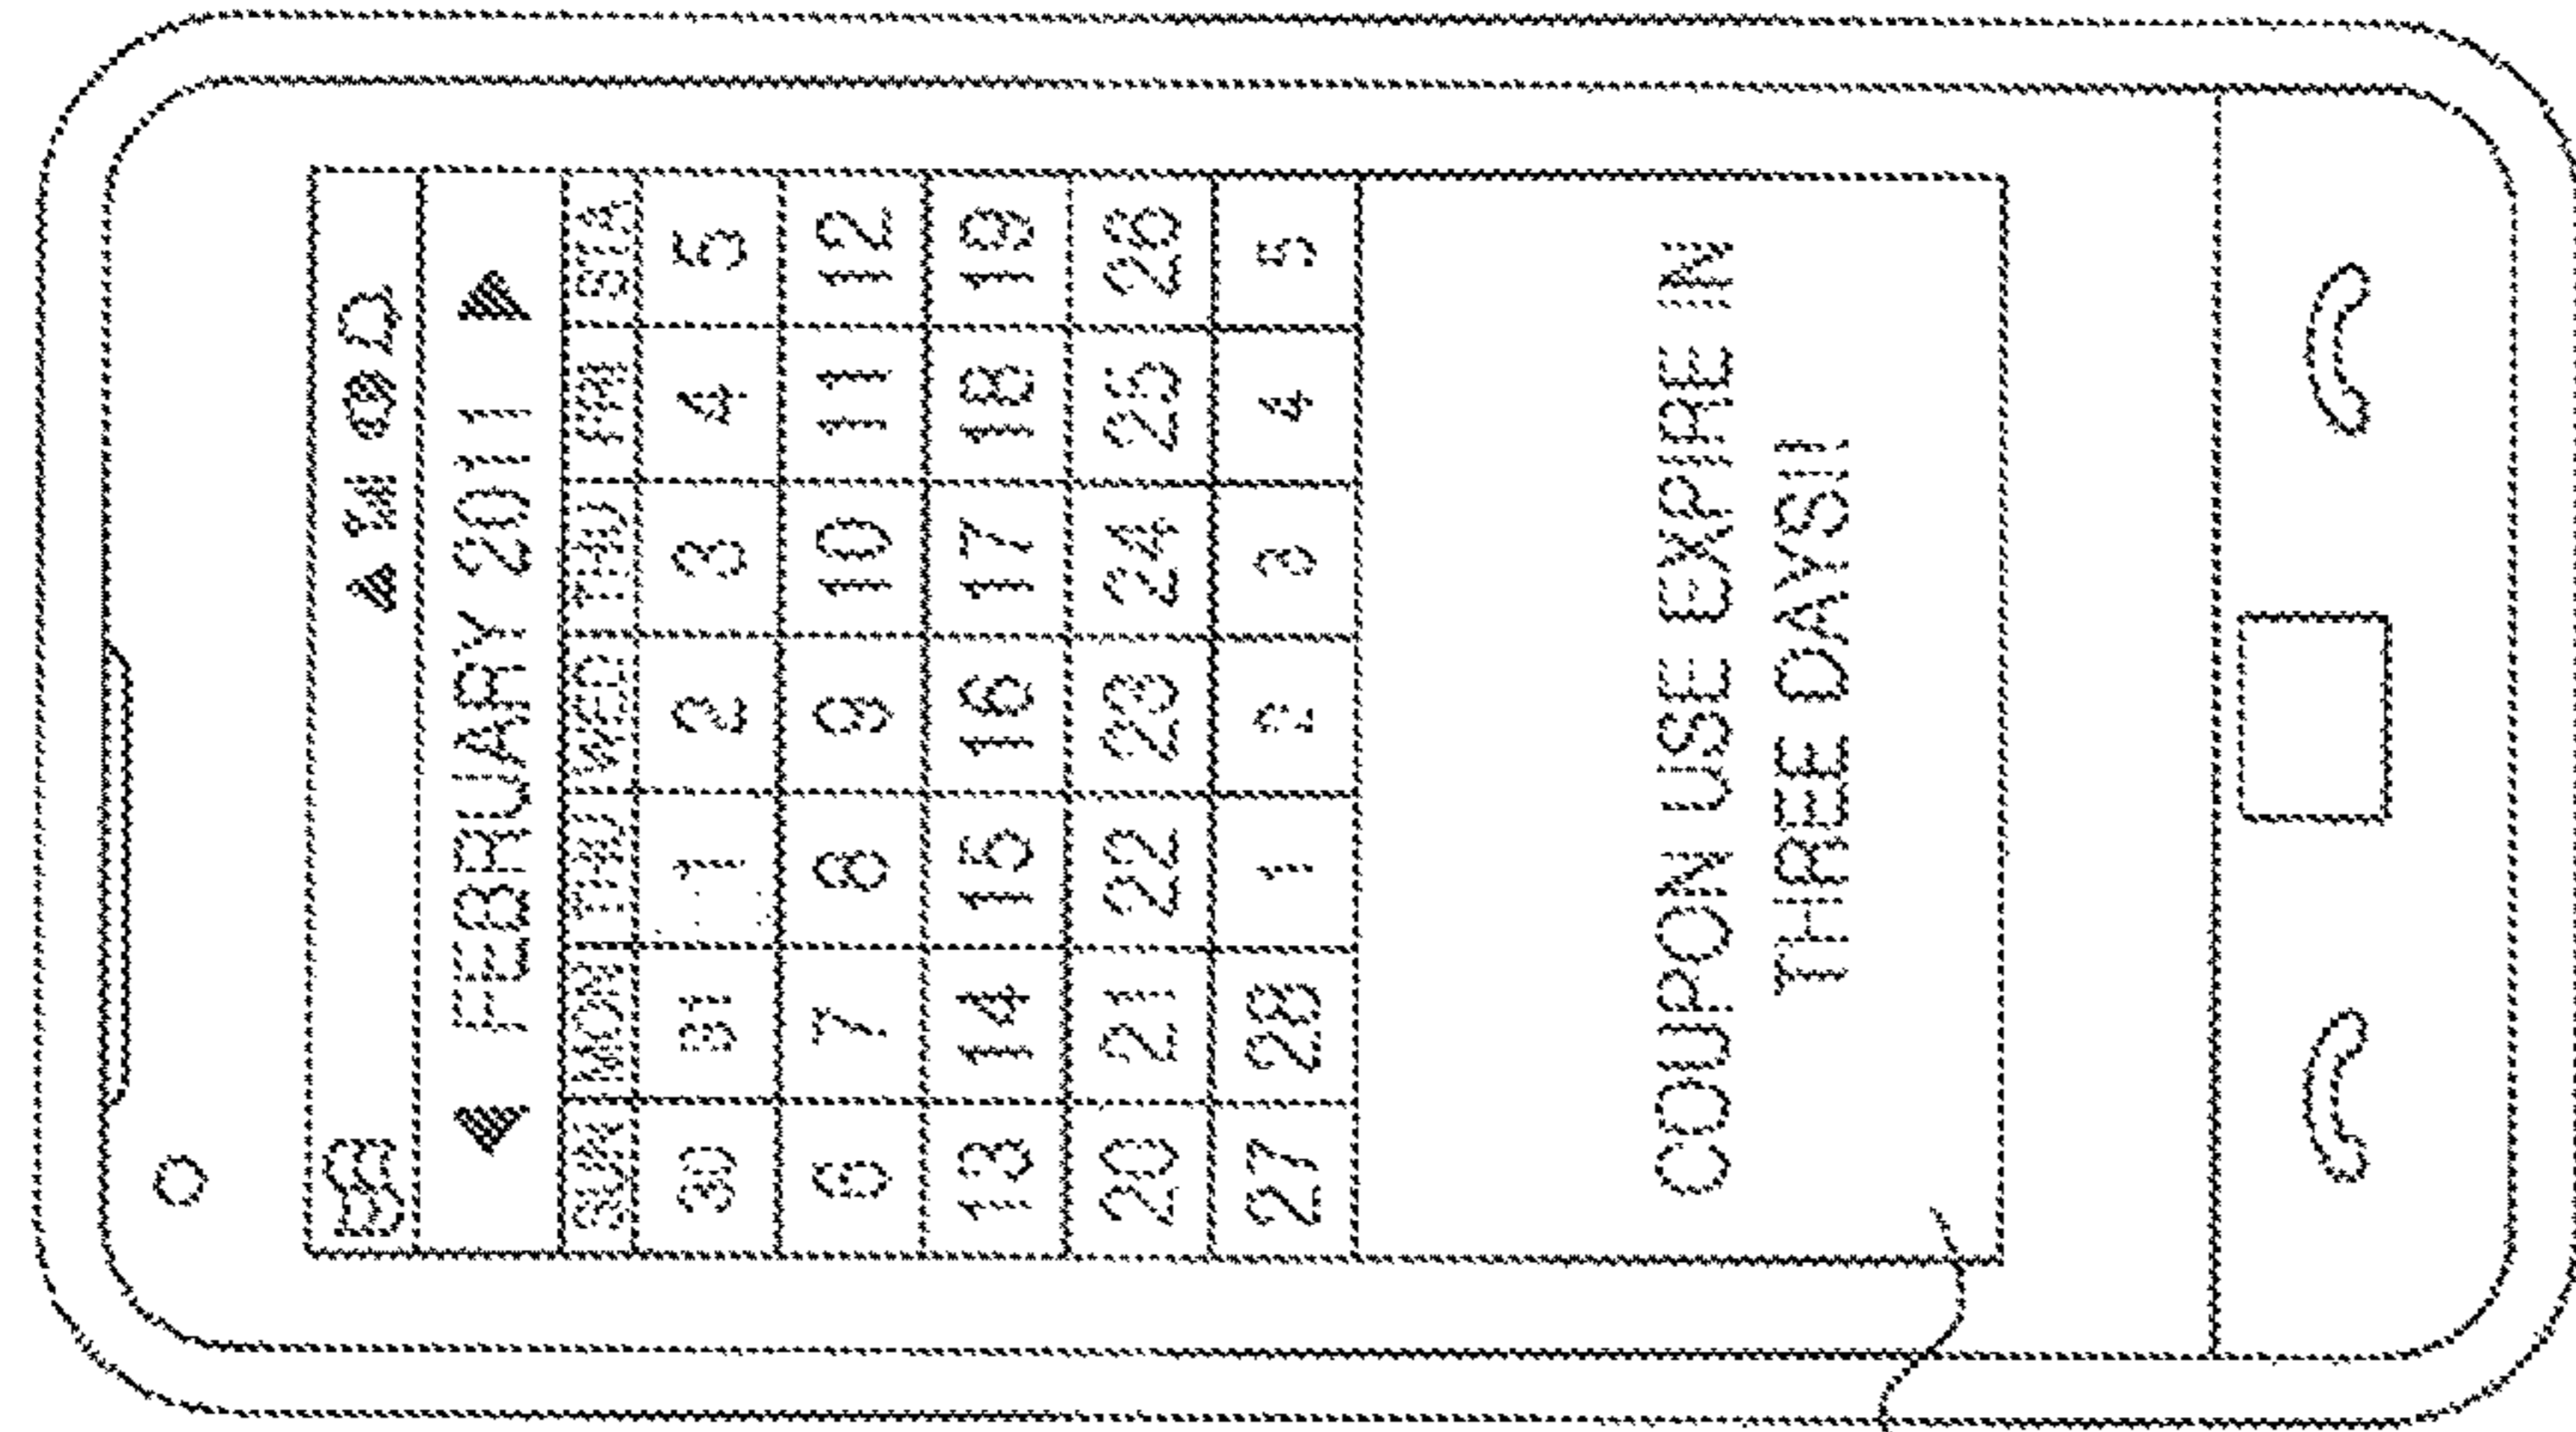 FEBRUARY 2011
SUN MON THU WED THU FRI STA
30 31 1 2 3 4 5
6 7 8 9 10 11 12
13 14 15 16 17 18 19
20 21 22 23 24 25 26
27 28 1 2 3 4 5
COUPON USE EXPIRE IN
THREE DAYS!!